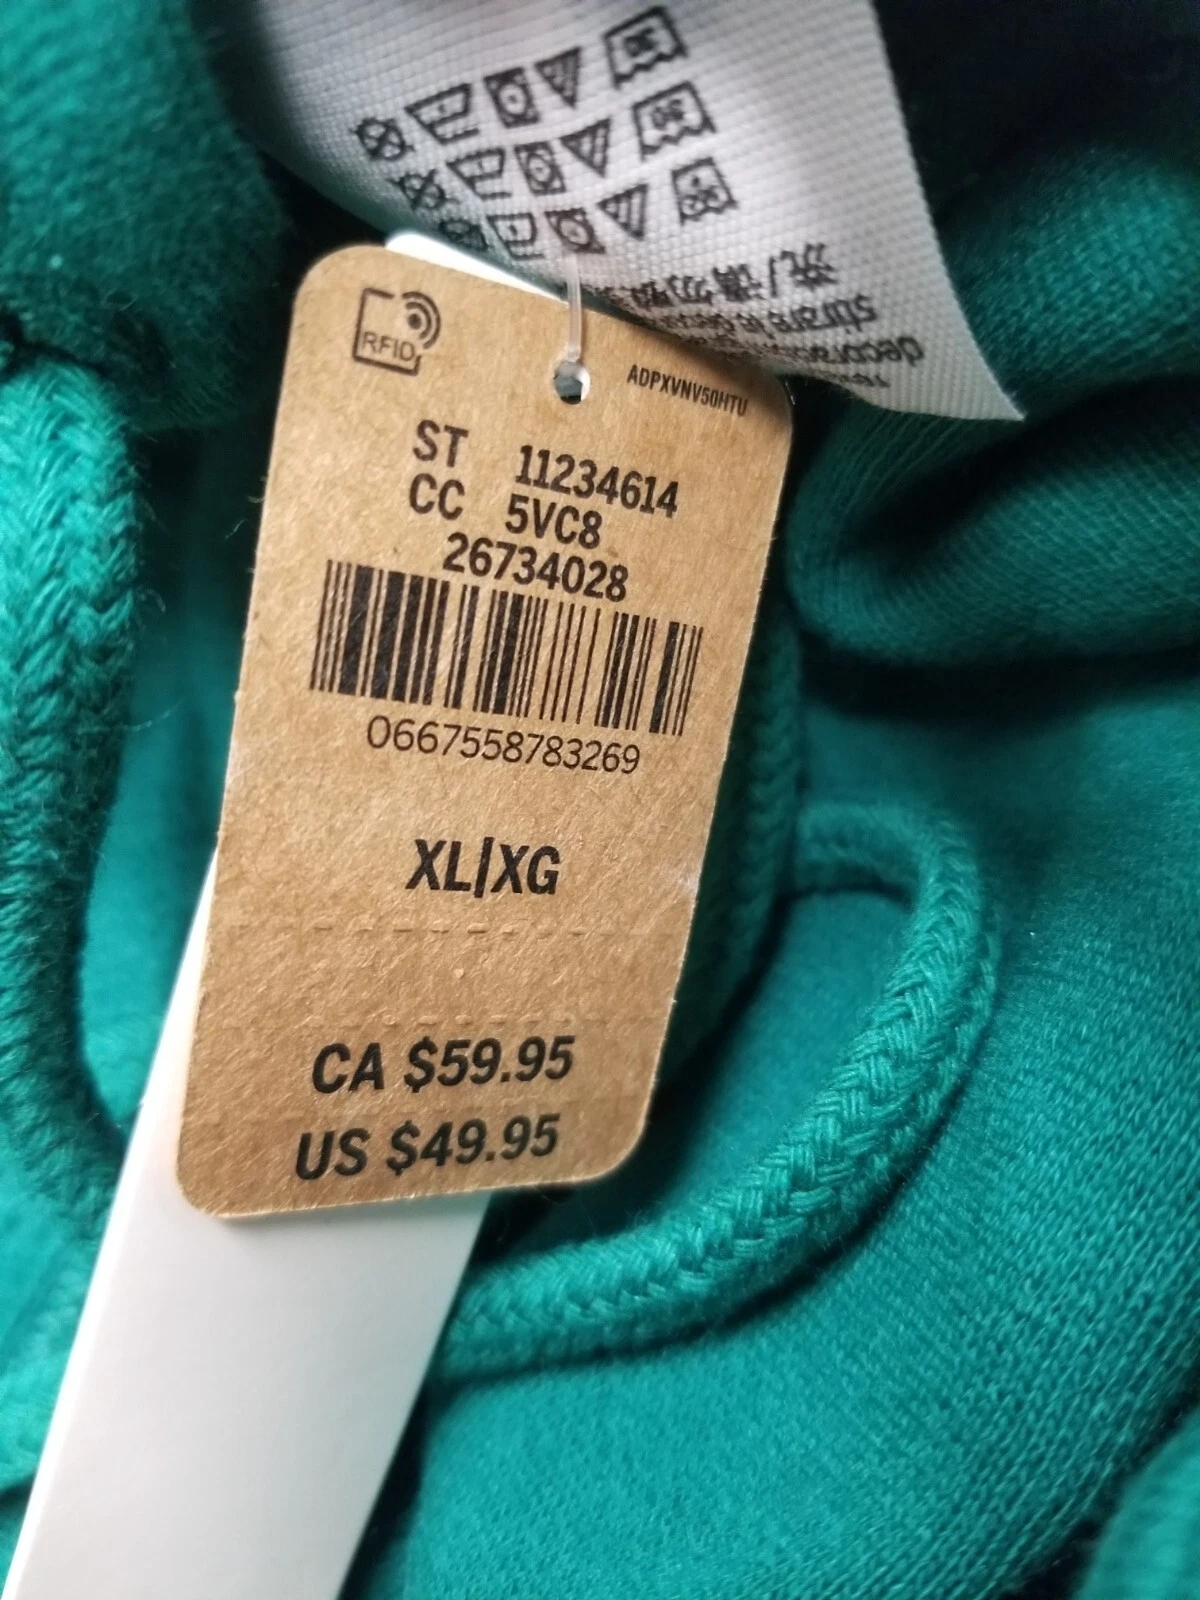 RFID
ADPXVNV50HTU
ST 11234614
CC 5VC8
26734028
0667558783269
XL|XG
CA $59.95
US $49.95